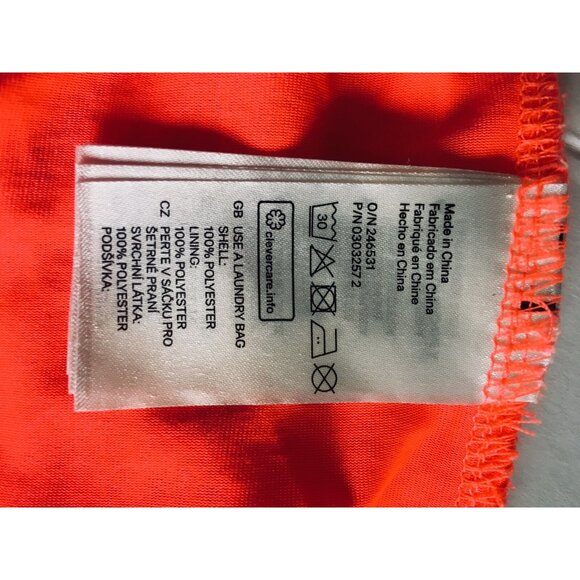 Made in China
Fabricado em China
Fabriqué en Chine
Hecho en China
O/N 246531
P/N 0303257 2
30
clevercare.info
GB USE A LAUNDRY BAG
SHELL:
100% POLYESTER
LINING:
100% POLYESTER
CZ PERTE V SÁČKU PRO
ŠETRNÉ PRANÍ
SVRCHNÍ LÁTKA:
100% POLYESTER
PODŠÍVKA: